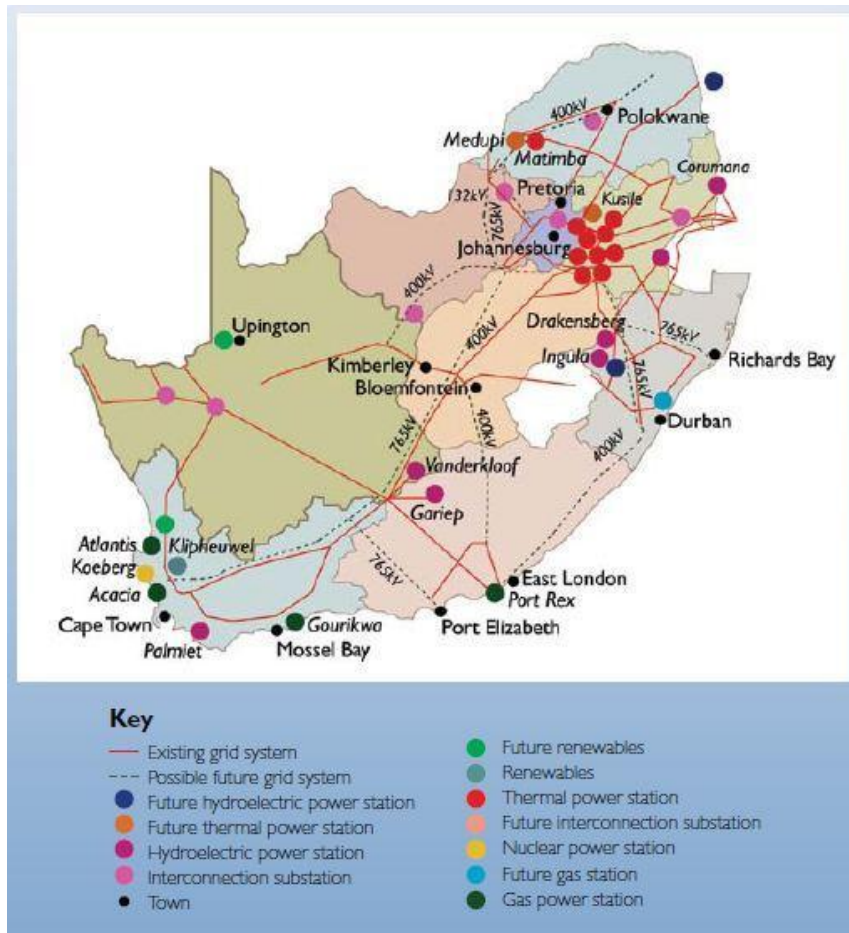 400kV
Polokwane
Medupi
Matimba
Corumana
132kV
Pretoria
Kusile
765kV
Johannesburg
400kV
Upington
Drakensberg
765kV
400kV
Kimberley
Ingula
Richards Bay
Bloemfontein
765kV
Durban
400kV
765kV
400kV
Vanderkloof
Gariep
Atlantis
Klipheuwel
Koeberg
765kV
East London
Acacia
Port Rex
Cape Town
Gourikwa
Port Elizabeth
Palmiet
Mossel Bay
Key
Existing grid system
Possible future grid system
Future hydroelectric power station
Future thermal power station
Hydroelectric power station
Interconnection substation
Town
Future renewables
Renewables
Thermal power station
Future interconnection substation
Nuclear power station
Future gas station
Gas power station